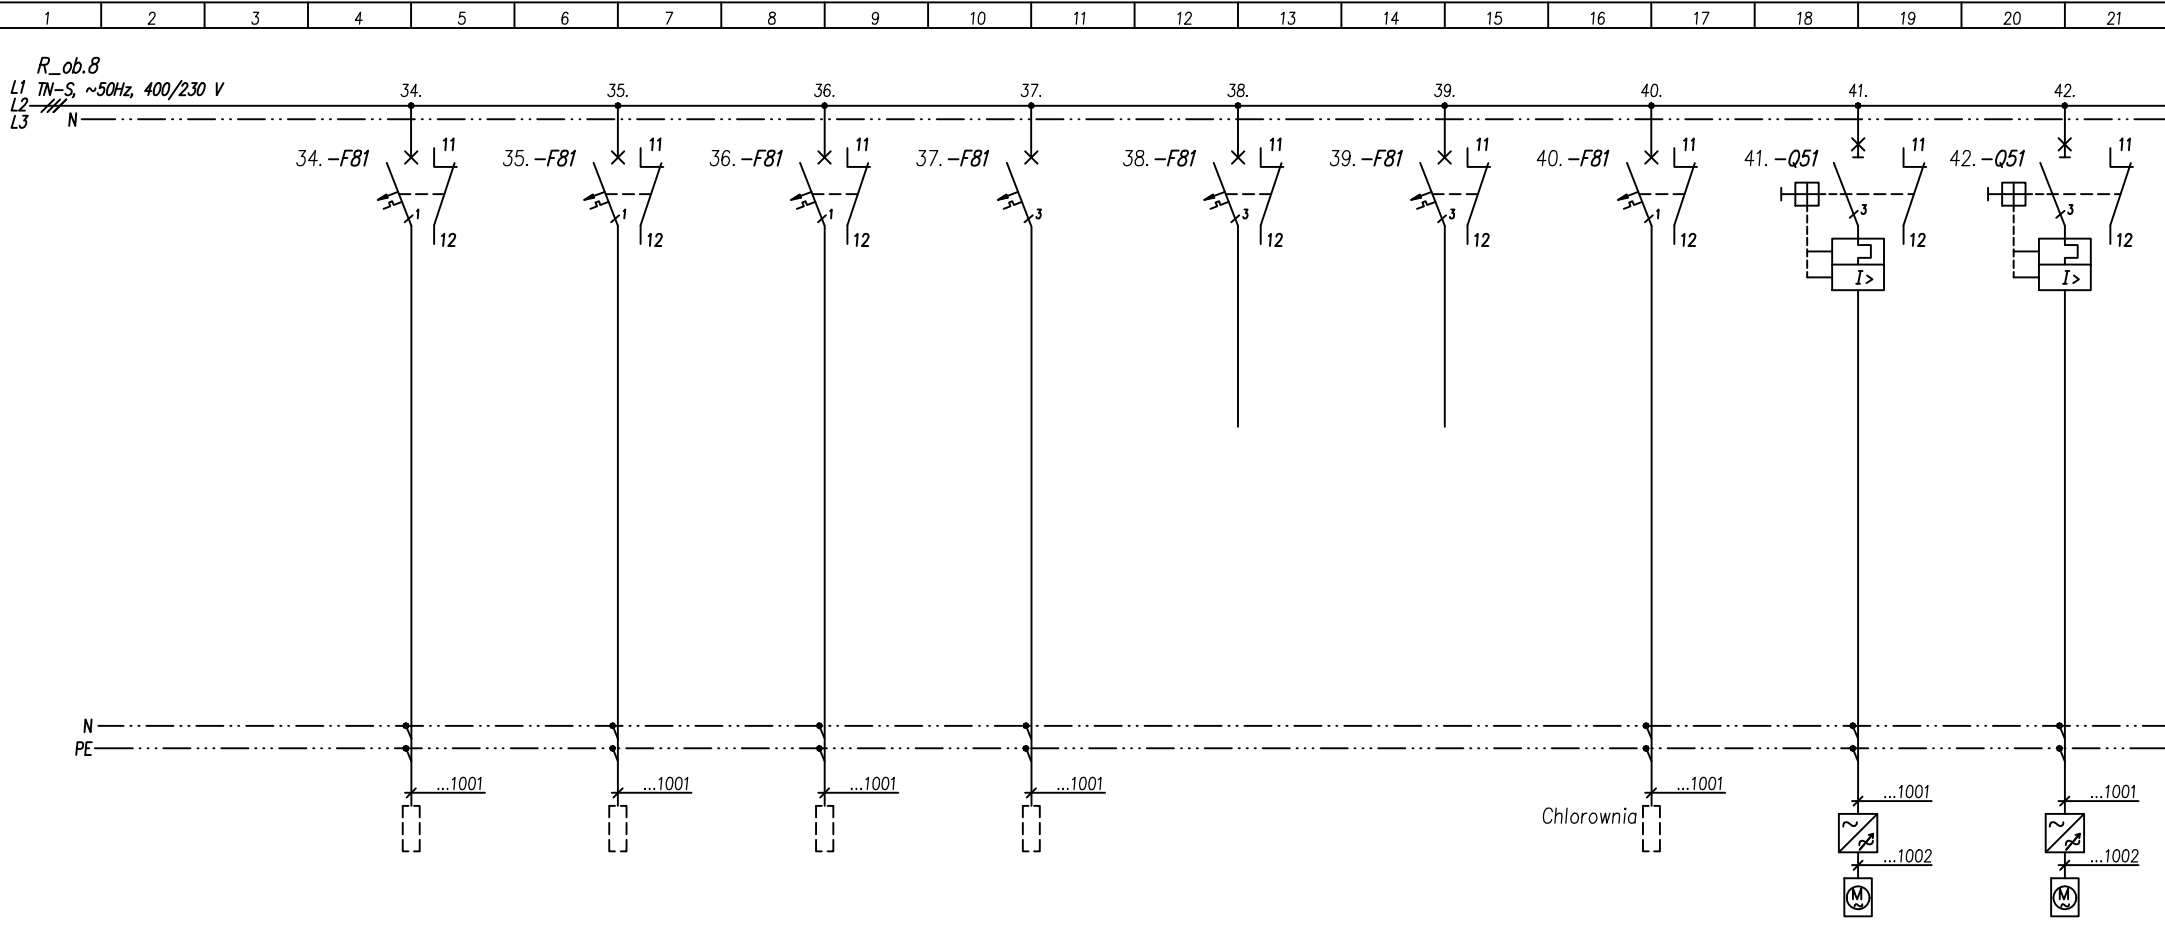 1 2 3 4 5 6 7 8 9 10 11 12 13 14 15 16 17 18 19 20 21
R_ob.8
L1 TN-S, ~50Hz, 400/230 V
34. 35. 36. 37. 38. 39. 40. 41. 42.
L2
L3 N
11 11 11 11 11 11 11 11
34.-F81 35.-F81 36.-F81 37.-F81 38.-F81 39.-F81 40.-F81 41.-Q51 42.-Q51
1 1 1 3 3 3 1 3 3
12 12 12 12 12 12 12 12
I> I>
N
PE
...1001 ...1001 ...1001 ...1001 ...1001 ...1001 ...1001
Chlorownia
~ ~
...1002 ...1002
M M
~ ~